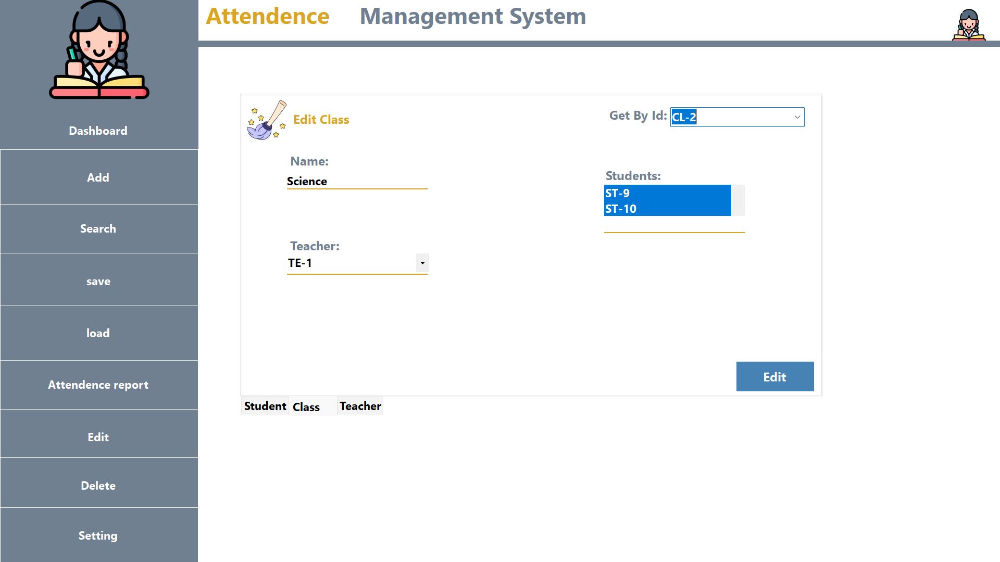 Attendence Management System
Dashboard
Add
Search
save
load
Attendence report
Edit
Delete
Setting
Edit Class
Get By Id: CL-2
Name:
Science
Students:
ST-9
ST-10
Teacher:
TE-1
Edit
Student Class Teacher